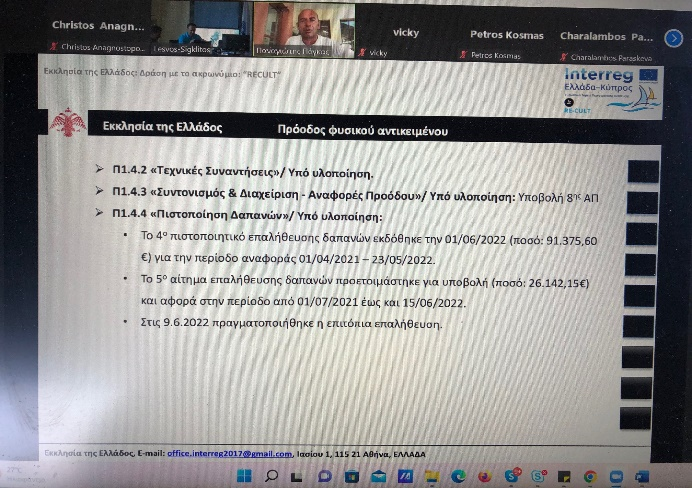 Christos Anagn...
vicky
Petros Kosmas
Charalambos Pa...
Christos Anagnostopo...
Lesvos-Sigklitos
Παναγιώτης Πόγκας
vicky
Petros Kosmas
Charalambos Paraskeva
Εκκλησία της Ελλάδος: Δράση με το ακρωνύμιο: "RECULT"
Interreg
Ελλάδα-Κύπρος
RE-CULT
Εκκλησία της Ελλάδος
Πρόοδος φυσικού αντικειμένου
Π1.4.2 «Τεχνικές Συναντήσεις»/ Υπό υλοποίηση.
Π1.4.3 «Συντονισμός & Διαχείριση - Αναφορές Προόδου»/ Υπό υλοποίηση: Υποβολή 8ης ΑΠ
Π1.4.4 «Πιστοποίηση Δαπανών»/ Υπό υλοποίηση:
Το 4ο πιστοποιητικό επαλήθευσης δαπανών εκδόθηκε την 01/06/2022 (ποσό: 91.375,60
€) για την περίοδο αναφοράς 01/04/2021 – 23/05/2022.
Το 5ο αίτημα επαλήθευσης δαπανών προετοιμάστηκε για υποβολή (ποσό: 26.142,15€)
και αφορά στην περίοδο από 01/07/2021 έως και 15/06/2022.
Στις 9.6.2022 πραγματοποιήθηκε η επιτόπια επαλήθευση.
Εκκλησία της Ελλάδος, E-mail: office.interreg2017@gmail.com, Ιασίου 1, 115 21 Αθήνα, ΕΛΛΑΔΑ
27°C